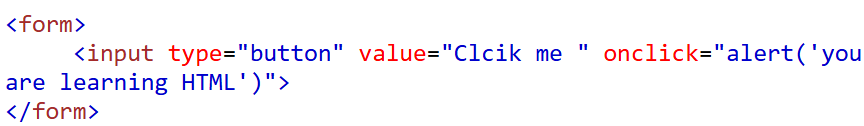 <form>
<input type="button" value="Clcik me " onclick="alert('you
are learning HTML')">
</form>